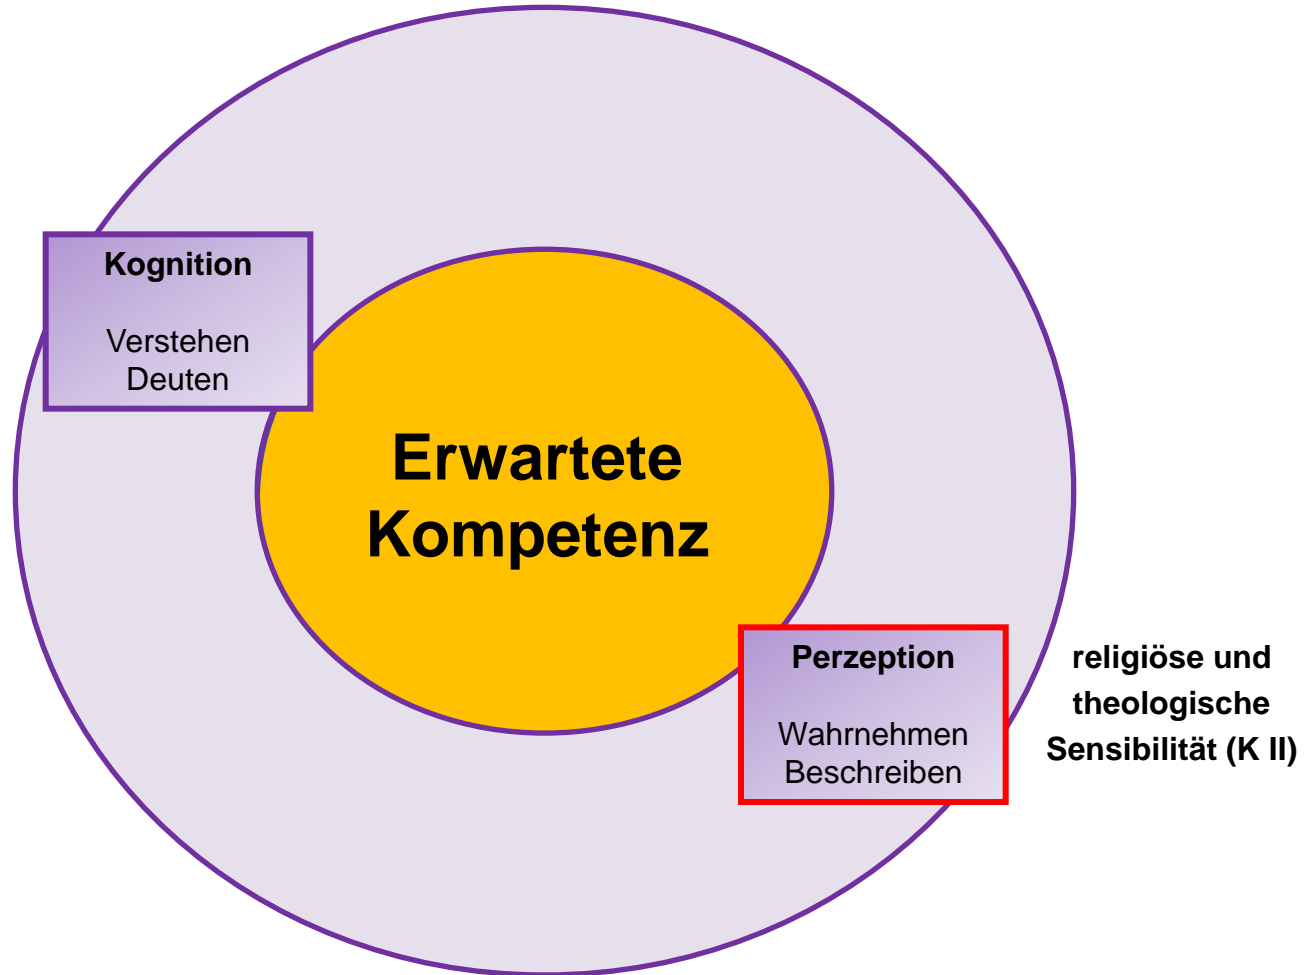 Kognition
Verstehen
Deuten
Erwartete
Kompetenz
Perzeption
Wahrnehmen
Beschreiben
religiöse und
theologische
Sensibilität (K II)